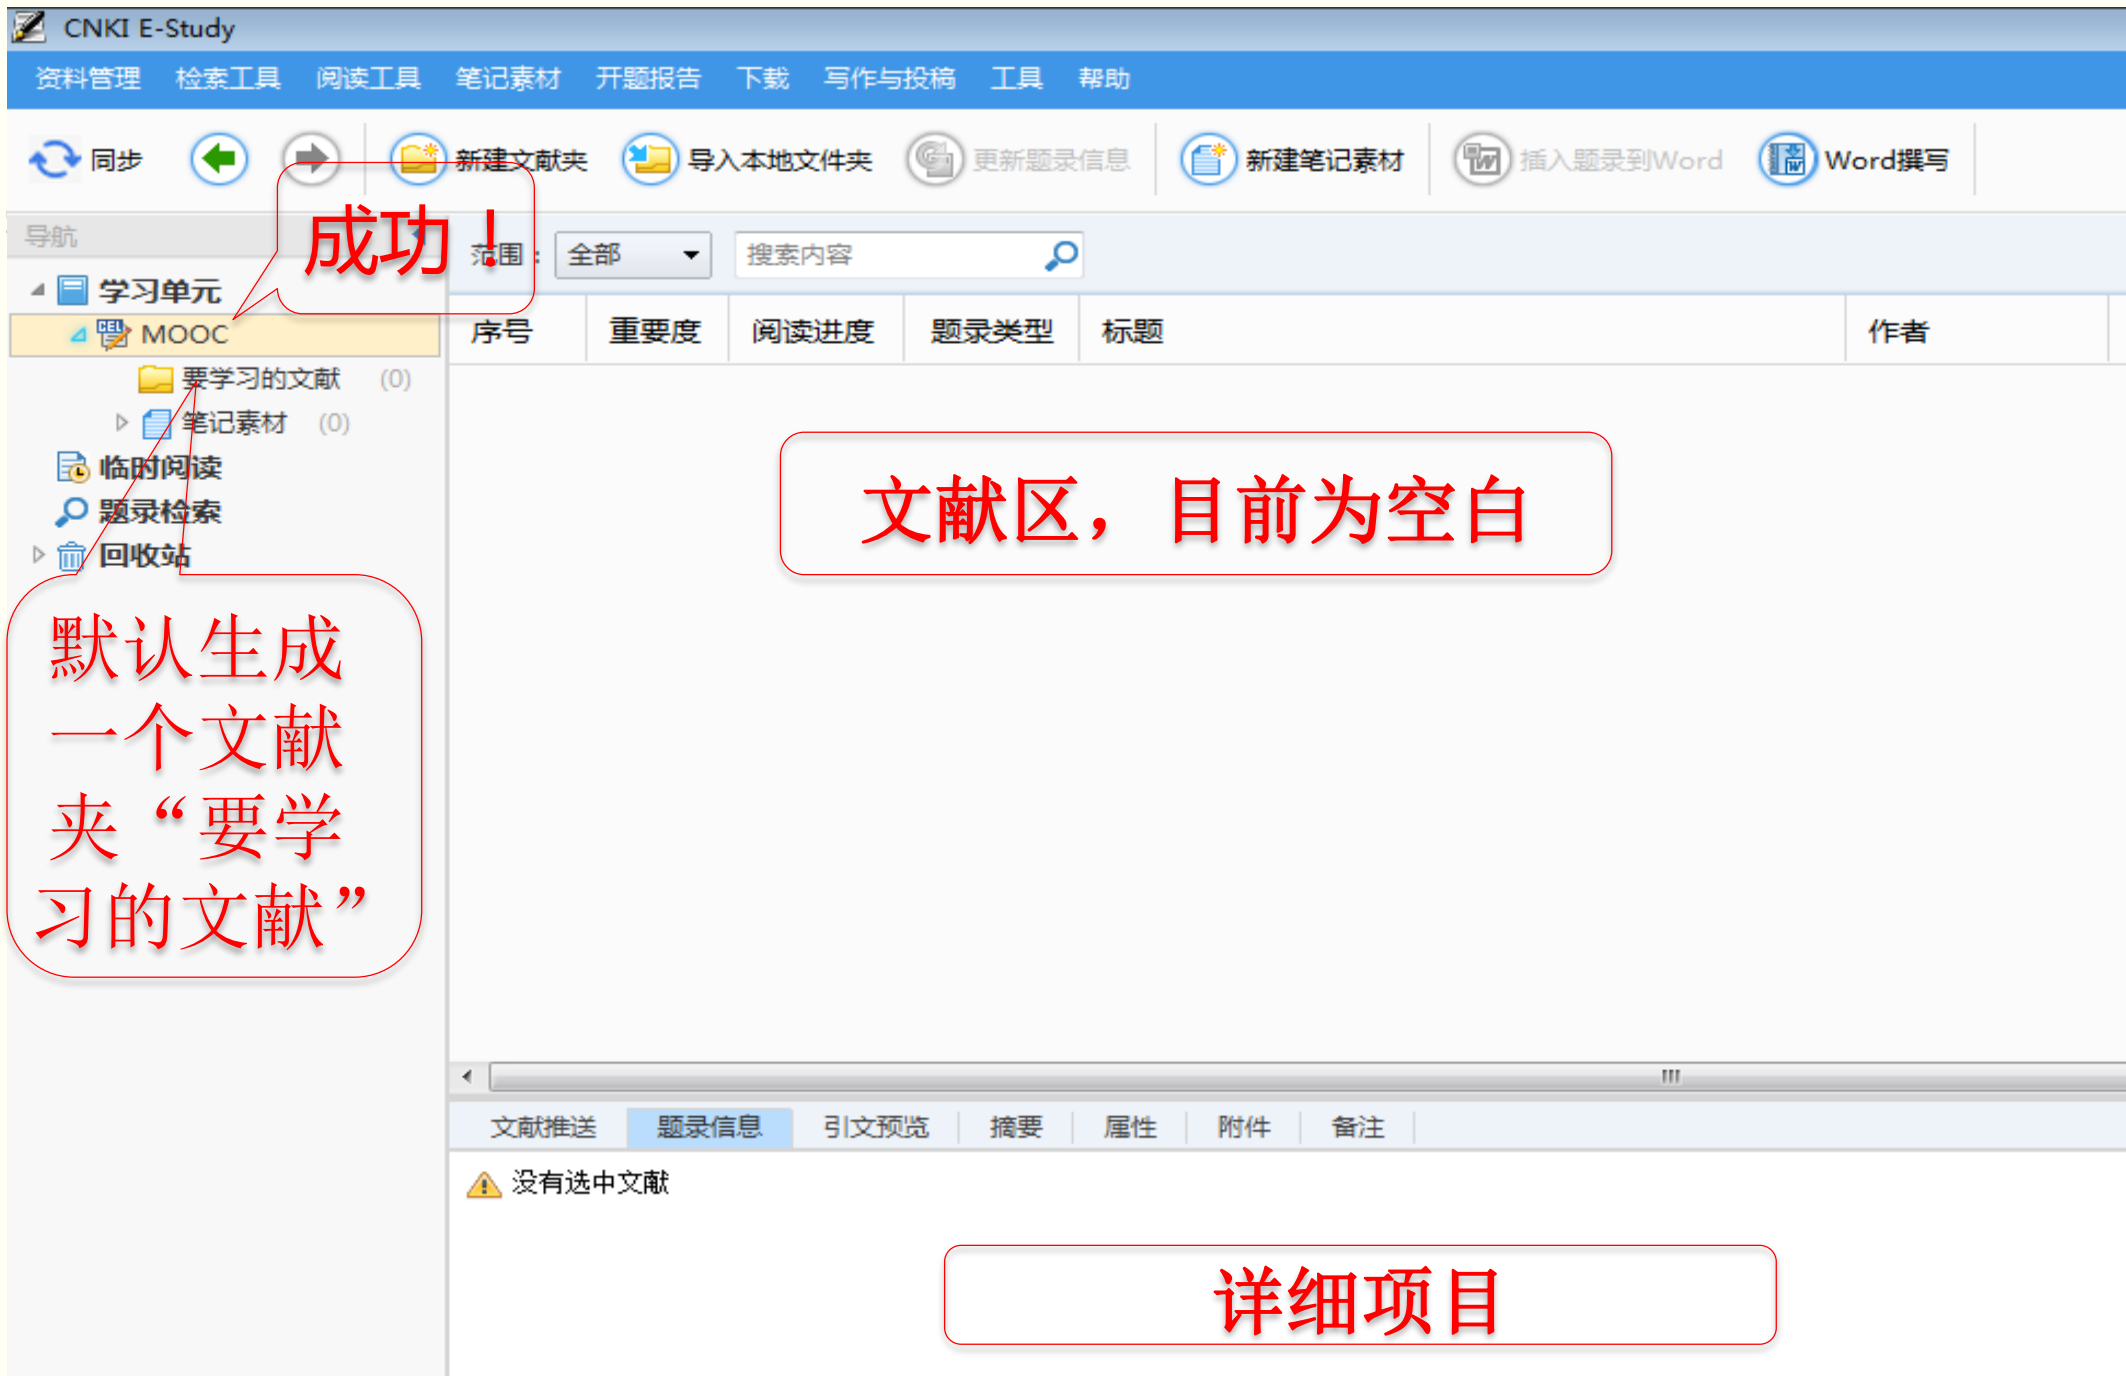 CNKI E-Study
资料管理 检索工具 阅读工具 笔记素材 开题报告 下载 写作与投稿 工具 帮助
同步 新建文献夹 导入本地文件夹 更新题录信息 新建笔记素材 插入题录到Word Word撰写
导航
成功！
范围： 全部 搜索内容
学习单元
MOOC
序号 重要度 阅读进度 题录类型 标题 作者
要学习的文献 (0)
笔记素材 (0)
临时阅读
题录检索
回收站
文献区，目前为空白
默认生成
一个文献
夹“要学
习的文献”
文献推送 题录信息 引文预览 摘要 属性 附件 备注
没有选中文献
详细项目